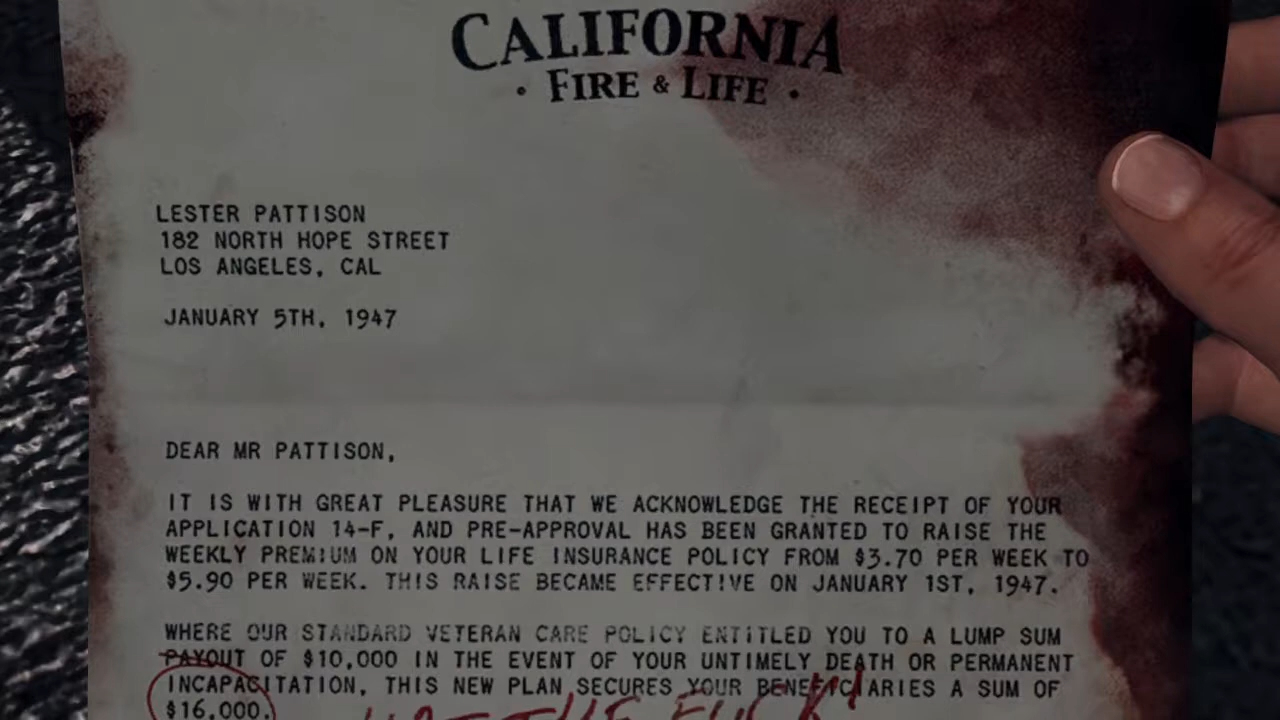 CALIFORNIA
· FIRE & LIFE ·
LESTER PATTISON
182 NORTH HOPE STREET
LOS ANGELES, CAL
JANUARY 5TH, 1947
DEAR MR PATTISON,
IT IS WITH GREAT PLEASURE THAT WE ACKNOWLEDGE THE RECEIPT OF YOUR
APPLICATION 14-F, AND PRE-APPROVAL HAS BEEN GRANTED TO RAISE THE
WEEKLY PREMIUM ON YOUR LIFE INSURANCE POLICY FROM $3.70 PER WEEK TO
$5.90 PER WEEK. THIS RAISE BECAME EFFECTIVE ON JANUARY 1ST, 1947.
WHERE OUR STANDARD VETERAN CARE POLICY ENTITLED YOU TO A LUMP SUM
PAYOUT OF $10,000 IN THE EVENT OF YOUR UNTIMELY DEATH OR PERMANENT
INCAPACITATION, THIS NEW PLAN SECURES YOUR BENEFICIARIES A SUM OF
$16,000.
THE FUCK!